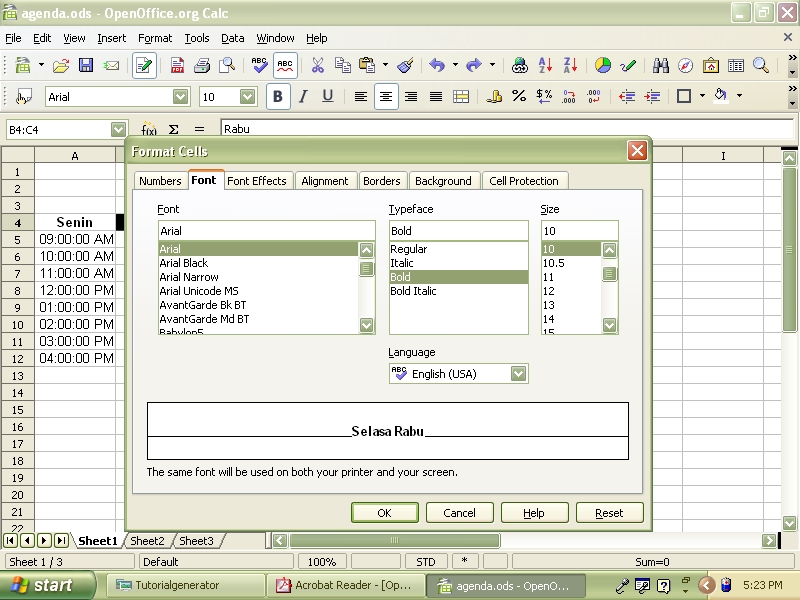 agenda.ods - OpenOffice.org Calc
File Edit View Insert Format Tools Data Window Help
Arial 10 B I U
B4:C4 f(x) Σ = Rabu
Format Cells
Numbers Font Font Effects Alignment Borders Background Cell Protection
Font Typeface Size
Arial Bold 10
Arial Regular 10
Arial Black Italic 10.5
Arial Narrow Bold 11
Arial Unicode MS Bold Italic 12
AvantGarde Bk BT 13
AvantGarde Md BT 14
Babylon5 15
Language
ABC English (USA)
Selasa Rabu
The same font will be used on both your printer and your screen.
OK Cancel Help Reset
A I
1
2
3
4 Senin
5 09:00:00 AM
6 10:00:00 AM
7 11:00:00 AM
8 12:00:00 PM
9 01:00:00 PM
10 02:00:00 PM
11 03:00:00 PM
12 04:00:00 PM
13
14
15
16
17
18
19
20
21
22
Sheet1 Sheet2 Sheet3
Sheet 1 / 3 Default 100% STD * Sum=0
start Tutorialgenerator Acrobat Reader - [Op... agenda.ods - OpenO... 5:23 PM